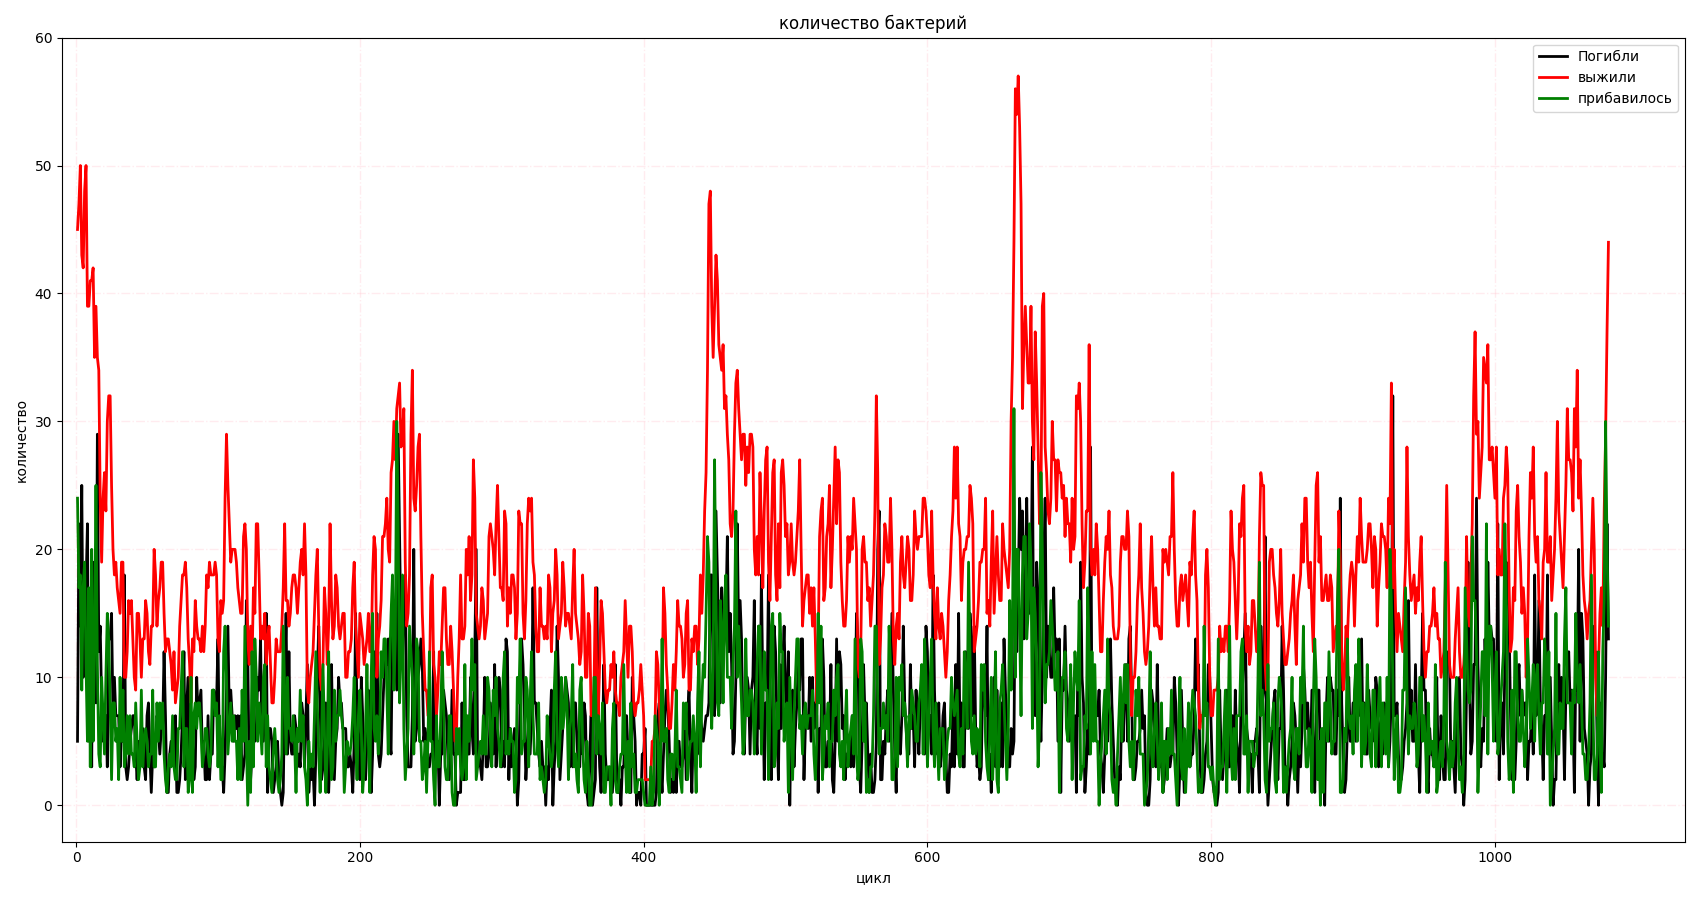 количество бактерий
60
50
40
30
20
10
0
количество
0 200 400 600 800 1000
цикл
Погибли
выжили
прибавилось